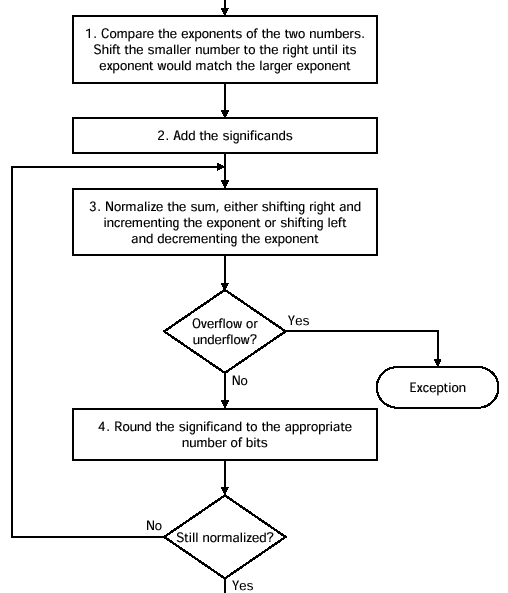 1. Compare the exponents of the two numbers.
Shift the smaller number to the right until its
exponent would match the larger exponent
2. Add the significands
3. Normalize the sum, either shifting right and
incrementing the exponent or shifting left
and decrementing the exponent
Overflow or
underflow?
Yes
No
Exception
4. Round the significand to the appropriate
number of bits
Still normalized?
No
Yes